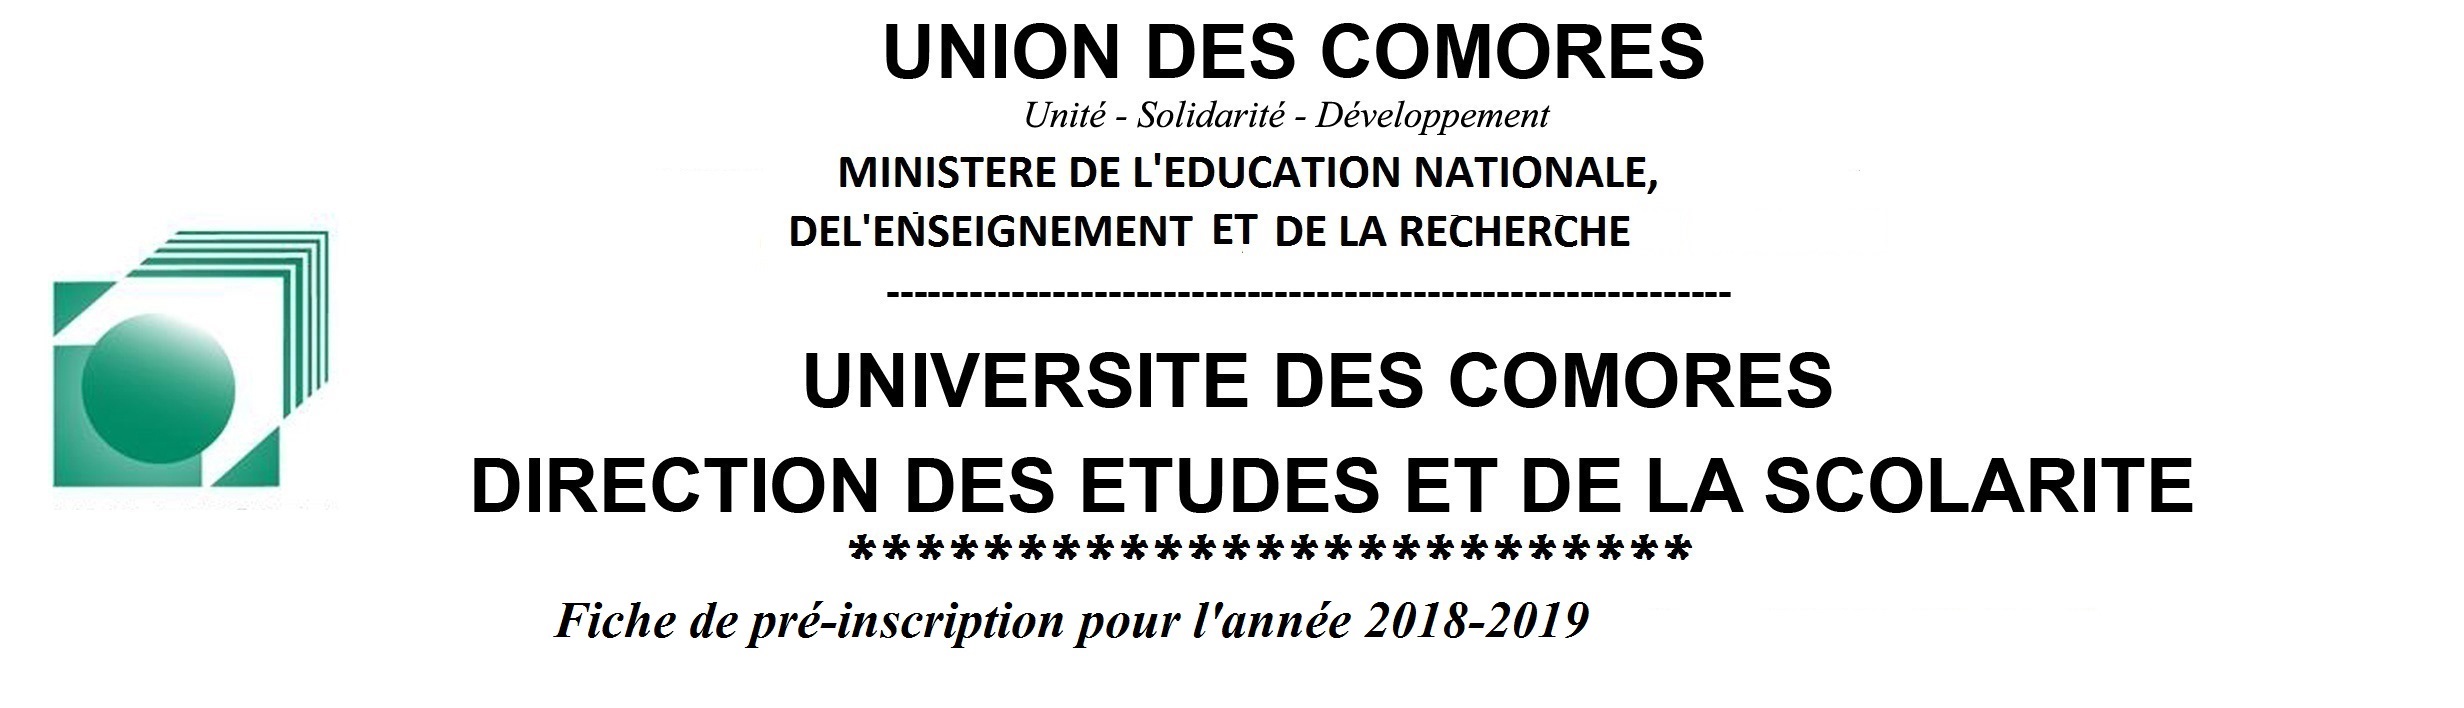 UNION DES COMORES
Unité - Solidarité - Développement
MINISTERE DE L'EDUCATION NATIONALE,
DEL'ENSEIGNEMENT ET DE LA RECHERCHE
-------------------------------------------------------------
UNIVERSITE DES COMORES
DIRECTION DES ETUDES ET DE LA SCOLARITE
*************************
Fiche de pré-inscription pour l'année 2018-2019